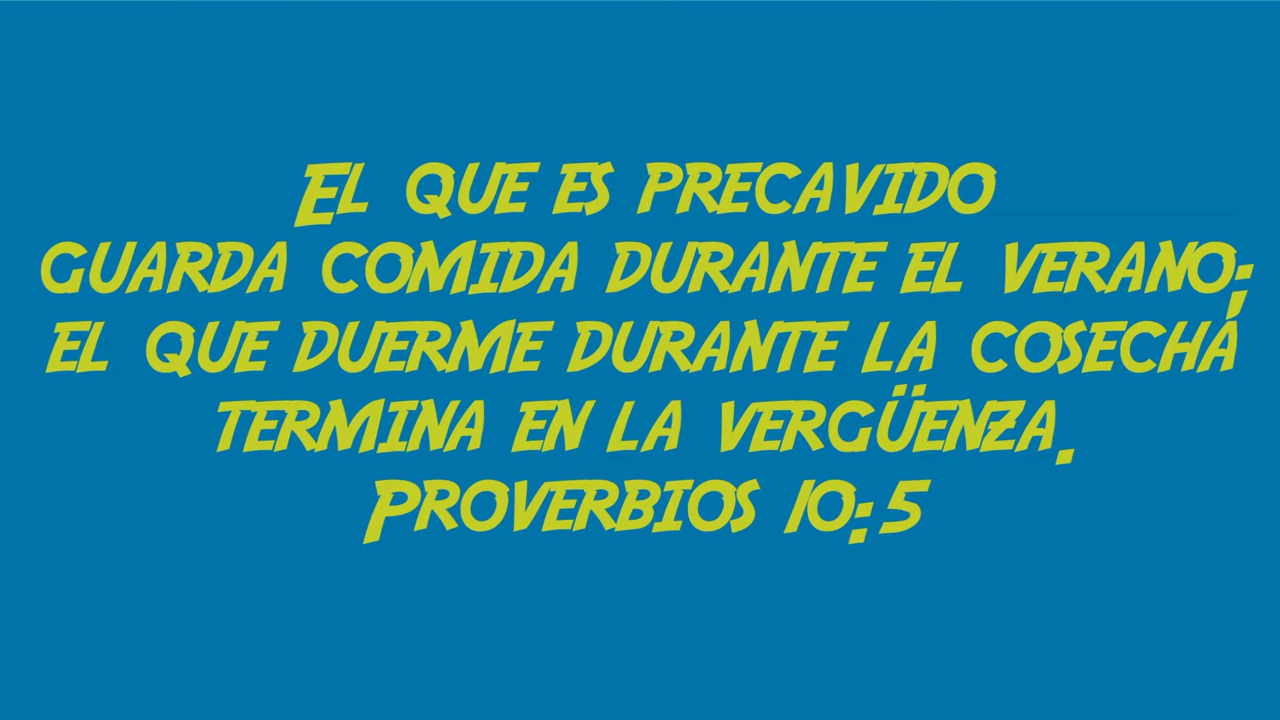 El que es precavido
guarda comida durante el verano;
el que duerme durante la cosecha
termina en la vergüenza.
Proverbios 10:5